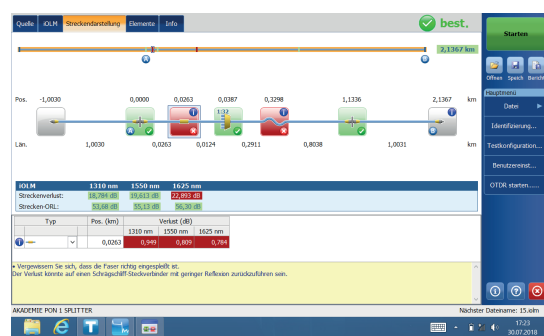 Quelle iOLM Streckendarstellung Elemente Info best.
2,1367 km
A B
Pos. -1,0030 0,0000 0,0263 0,0387 0,3298 1,1336 2,1367 km
1:32
A B
Län. 1,0030 0,0263 0,0124 0,2911 0,8038 1,0031 km
iOLM 1310 nm 1550 nm 1625 nm
Streckenverlust: 18,784 dB 19,613 dB 22,893 dB
Strecken-ORL: 53,68 dB 55,13 dB 56,30 dB
Typ Pos. (km) Verlust (dB)
1310 nm 1550 nm 1625 nm
0,0263 0,949 0,809 0,784
• Vergewissern Sie sich, dass die Faser richtig eingespleißt ist.
Der Verlust könnte auf einen Schrägschliff-Steckverbinder mit geringer Reflexion zurückzuführen sein.
AKADEMIE PON 1 SPLITTER Nächster Dateiname: 15.iolm
Starten
Öffnen Speich Bericht
Hauptmenü
Datei
Identifizierung...
Testkonfiguration...
Benutzereinst...
OTDR starten......
17:23
30.07.2018